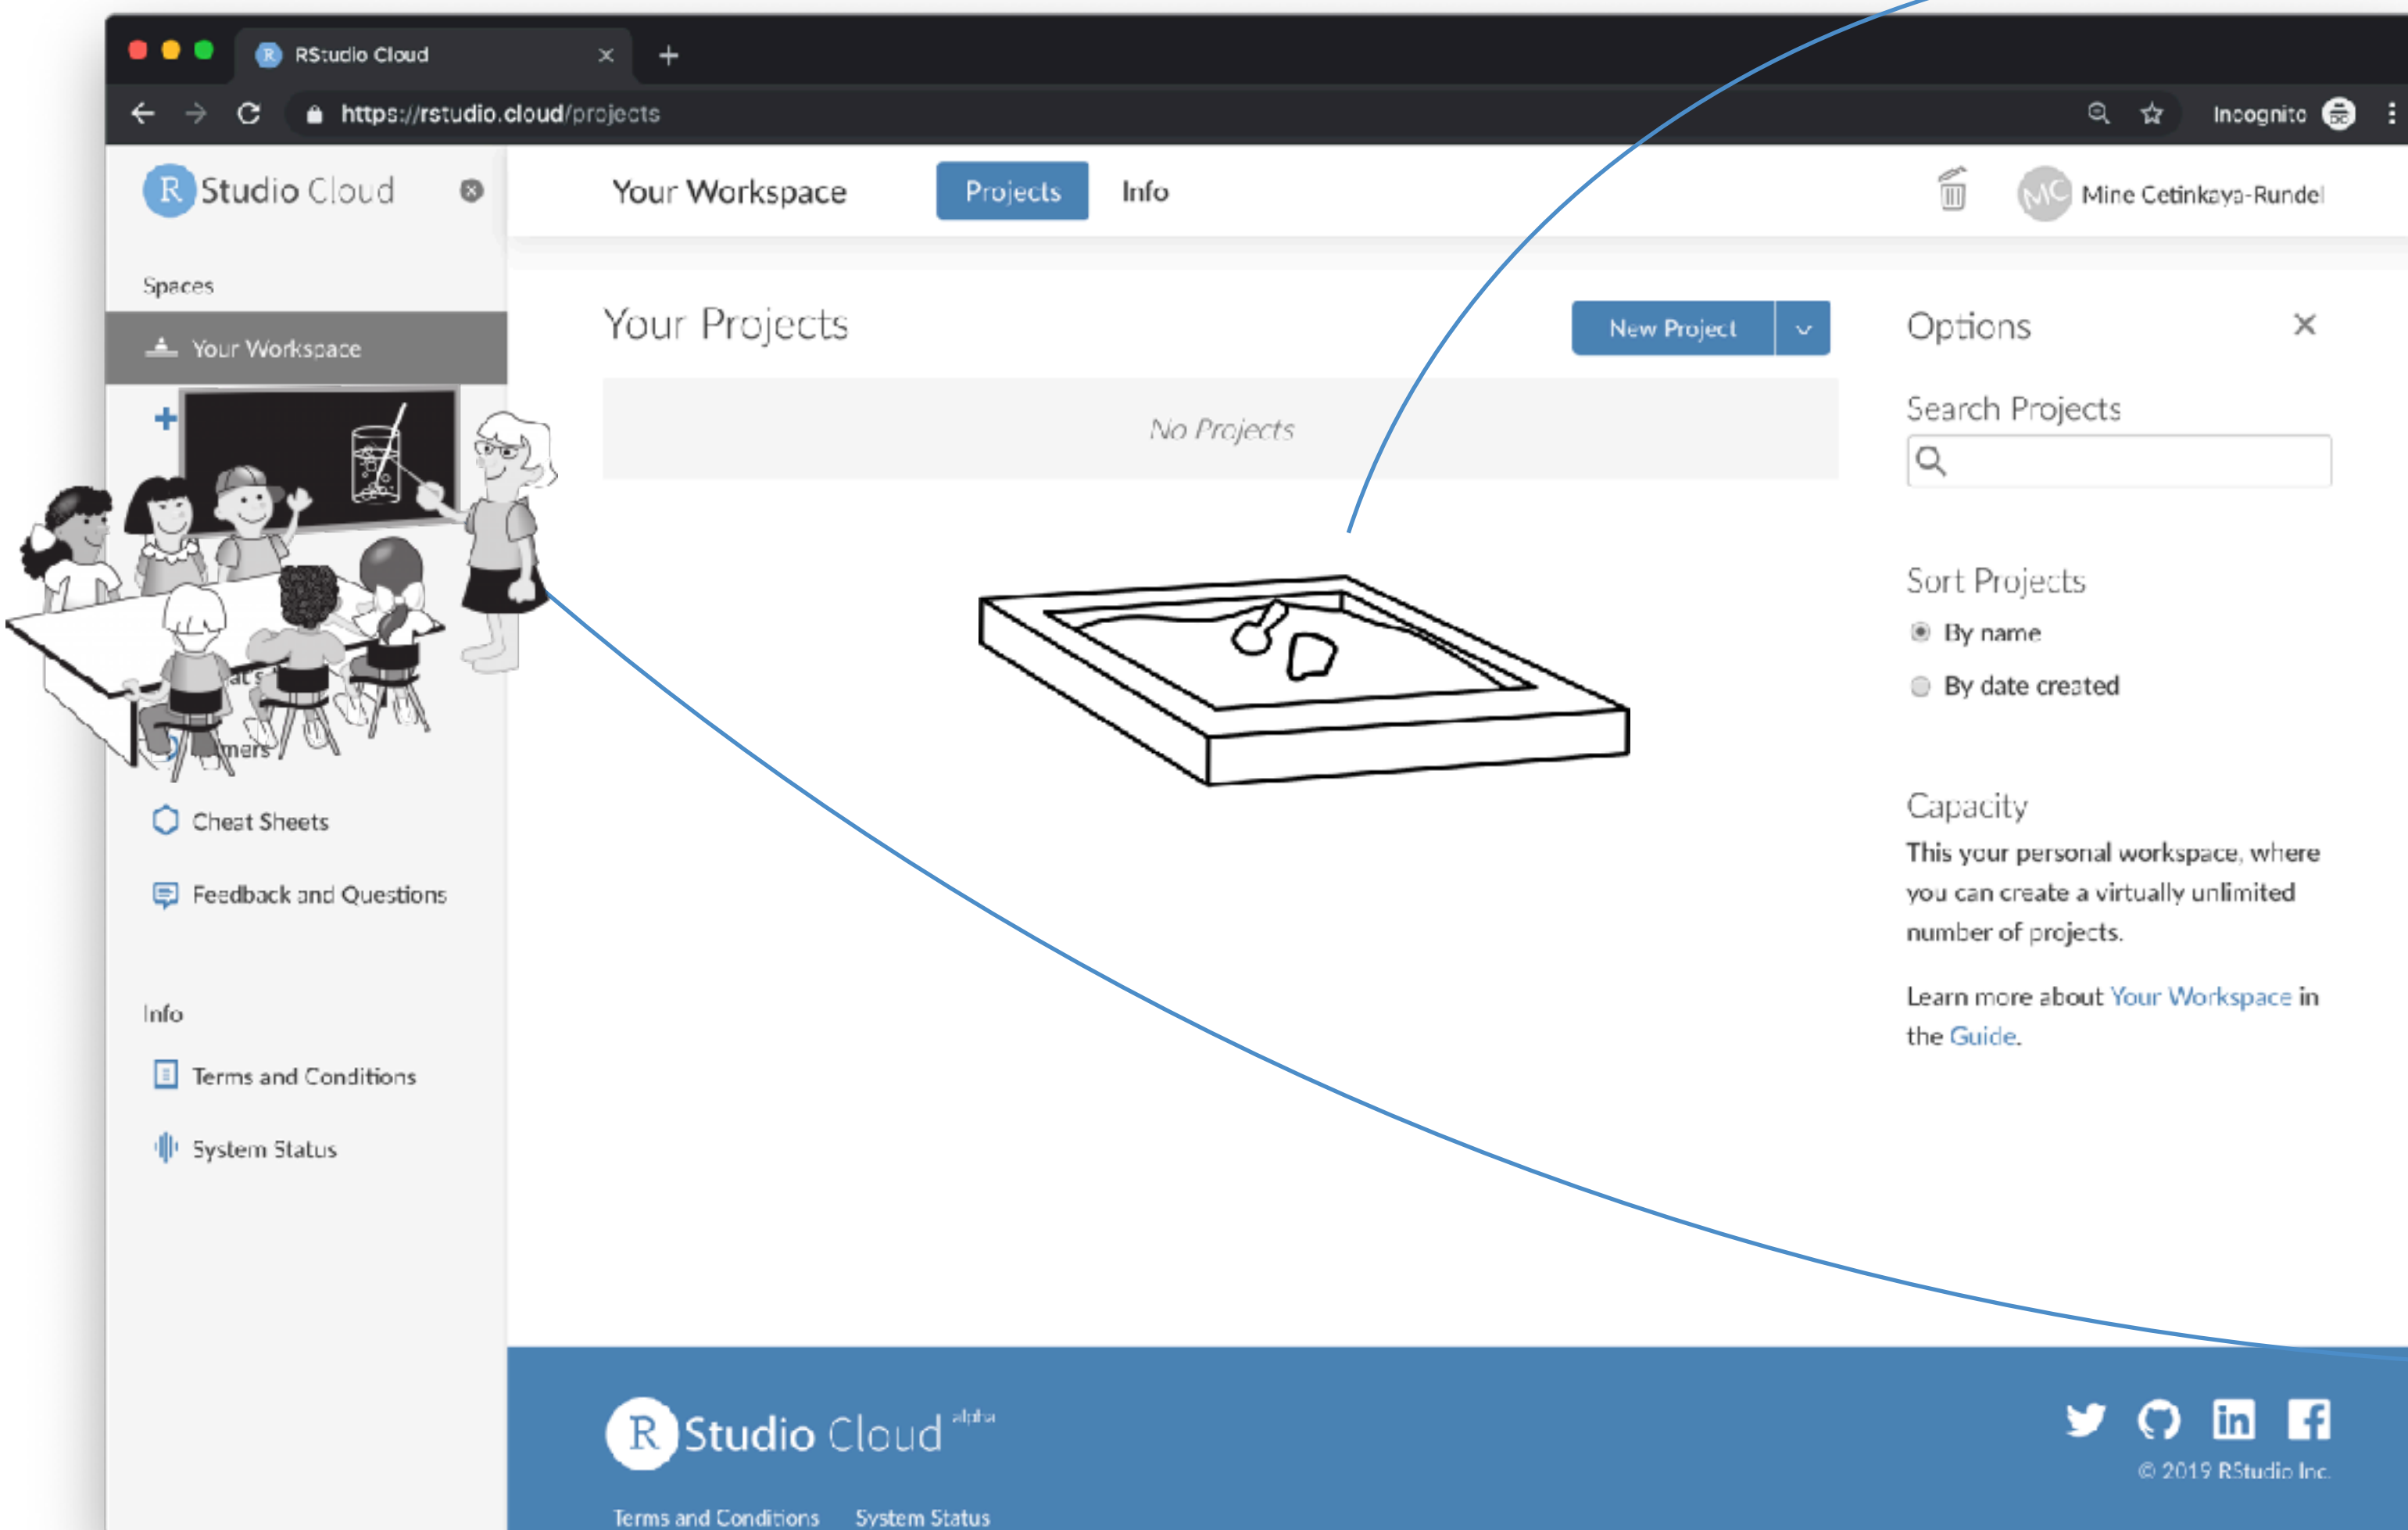 RStudio Cloud
https://rstudio.cloud/projects
Incognito
R Studio Cloud
Your Workspace
Projects
Info
MC
Mine Cetinkaya-Rundel
Spaces
Your Workspace
Your Projects
New Project
No Projects
Options
Search Projects
Sort Projects
By name
By date created
Capacity
This your personal workspace, where
you can create a virtually unlimited
number of projects.
Learn more about Your Workspace in
the Guide.
Cheat Sheets
Feedback and Questions
Info
Terms and Conditions
System Status
R Studio Cloud alpha
© 2019 RStudio Inc.
Terms and Conditions
System Status